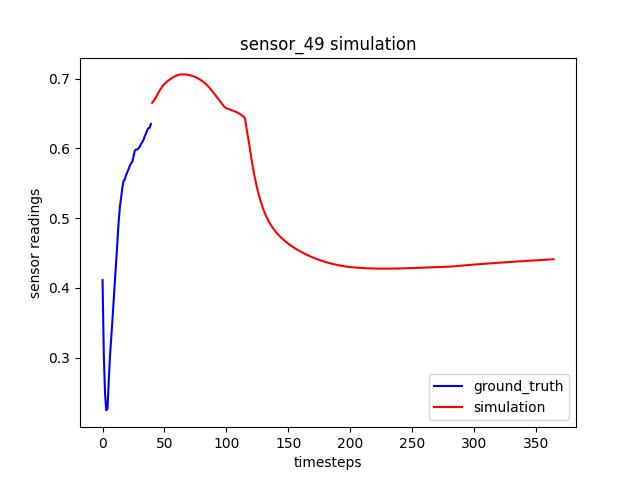 sensor_49 simulation
0.7
0.6
0.5
0.4
0.3
sensor readings
0 50 100 150 200 250 300 350
timesteps
ground_truth
simulation